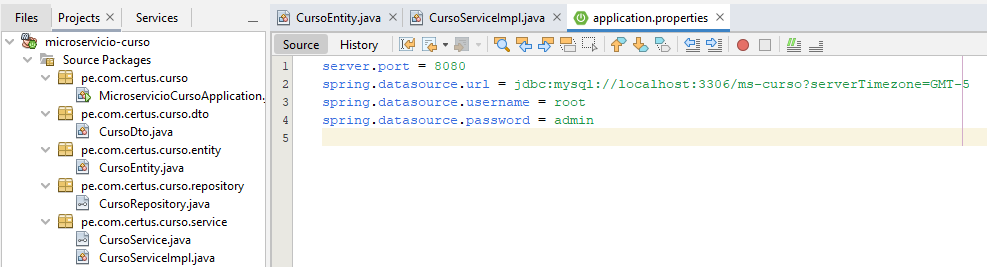 Files Projects Services
microservicio-curso
Source Packages
pe.com.certus.curso
MicroservicioCursoApplication.
pe.com.certus.curso.dto
CursoDto.java
pe.com.certus.curso.entity
CursoEntity.java
pe.com.certus.curso.repository
CursoRepository.java
pe.com.certus.curso.service
CursoService.java
CursoServiceImpl.java
CursoEntity.java CursoServiceImpl.java application.properties
Source History
1 server.port = 8080
2 spring.datasource.url = jdbc:mysql://localhost:3306/ms-curso?serverTimezone=GMT-5
3 spring.datasource.username = root
4 spring.datasource.password = admin
5